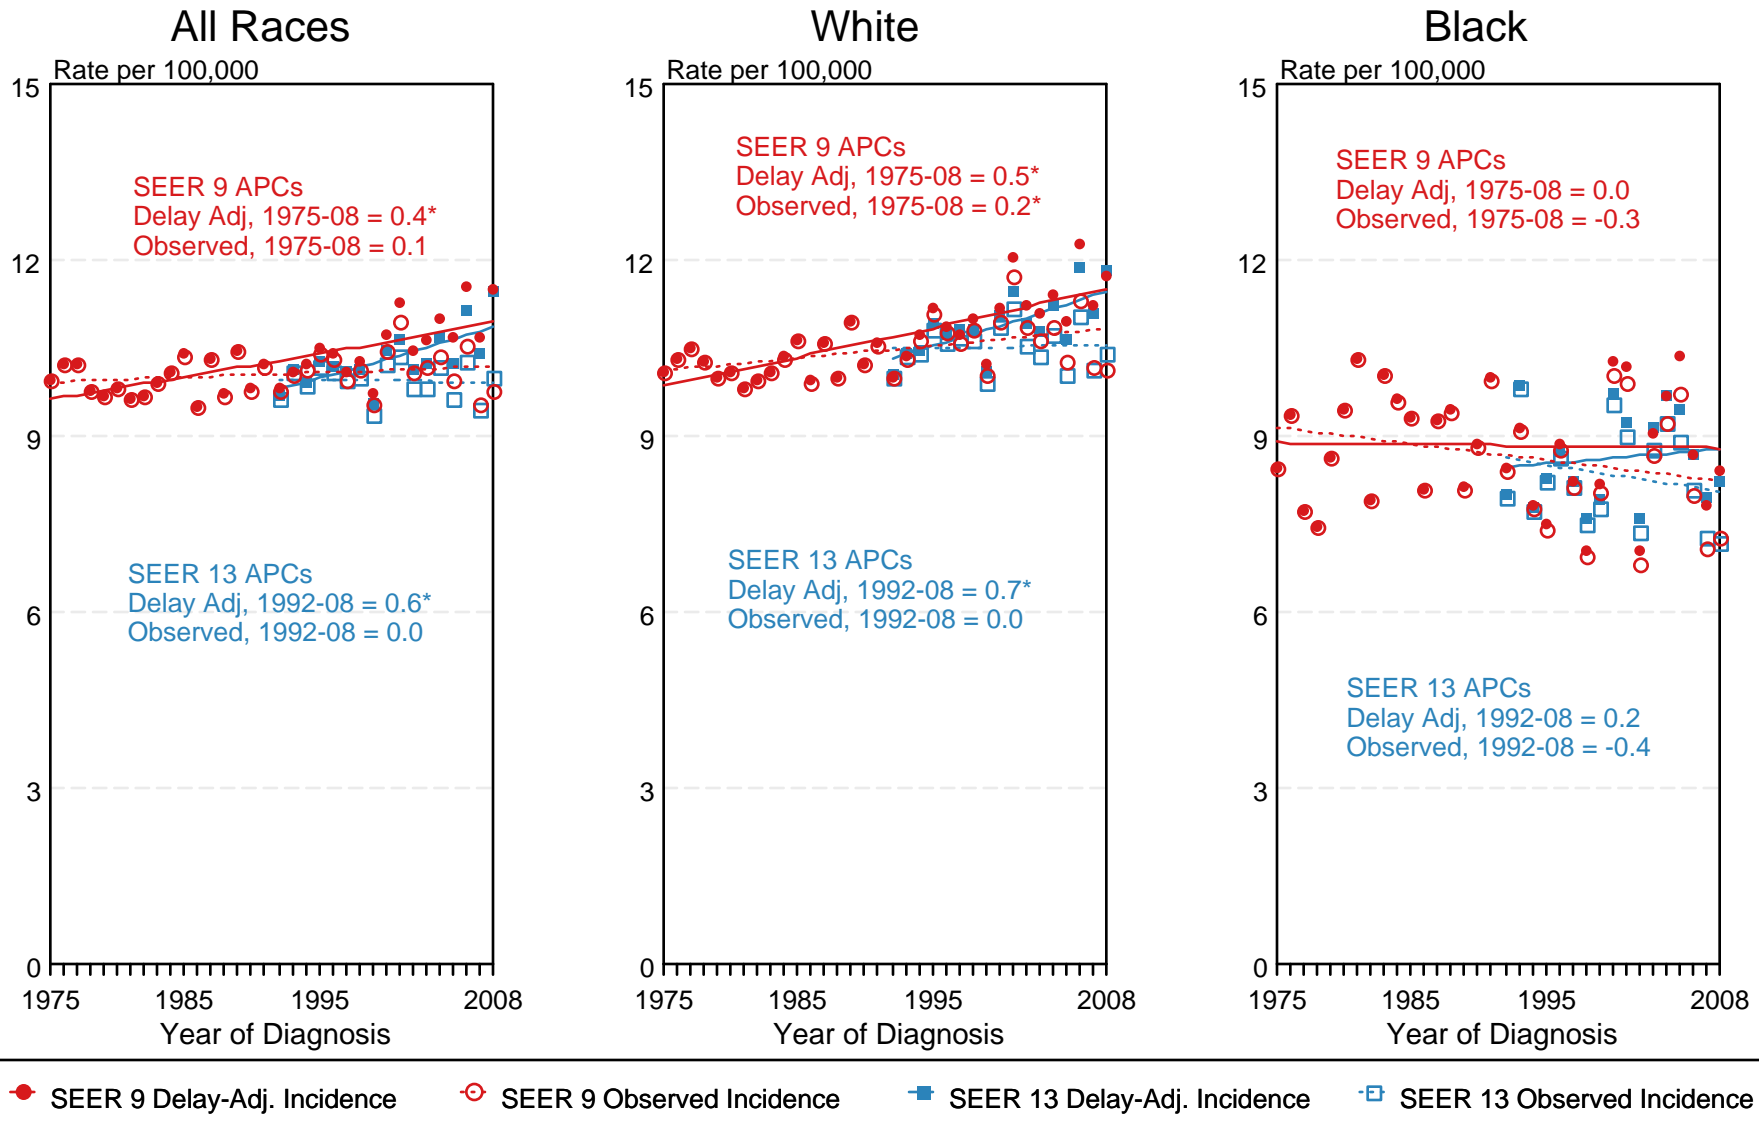 All Races
Rate per 100,000
15
12
9
6
3
0
SEER 9 APCs
Delay Adj, 1975-08 = 0.4*
Observed, 1975-08 = 0.1
SEER 13 APCs
Delay Adj, 1992-08 = 0.6*
Observed, 1992-08 = 0.0
1975 1985 1995 2008
Year of Diagnosis
White
Rate per 100,000
15
12
9
6
3
0
SEER 9 APCs
Delay Adj, 1975-08 = 0.5*
Observed, 1975-08 = 0.2*
SEER 13 APCs
Delay Adj, 1992-08 = 0.7*
Observed, 1992-08 = 0.0
1975 1985 1995 2008
Year of Diagnosis
Black
Rate per 100,000
15
12
9
6
3
0
SEER 9 APCs
Delay Adj, 1975-08 = 0.0
Observed, 1975-08 = -0.3
SEER 13 APCs
Delay Adj, 1992-08 = 0.2
Observed, 1992-08 = -0.4
1975 1985 1995 2008
Year of Diagnosis
SEER 9 Delay-Adj. Incidence SEER 9 Observed Incidence SEER 13 Delay-Adj. Incidence SEER 13 Observed Incidence